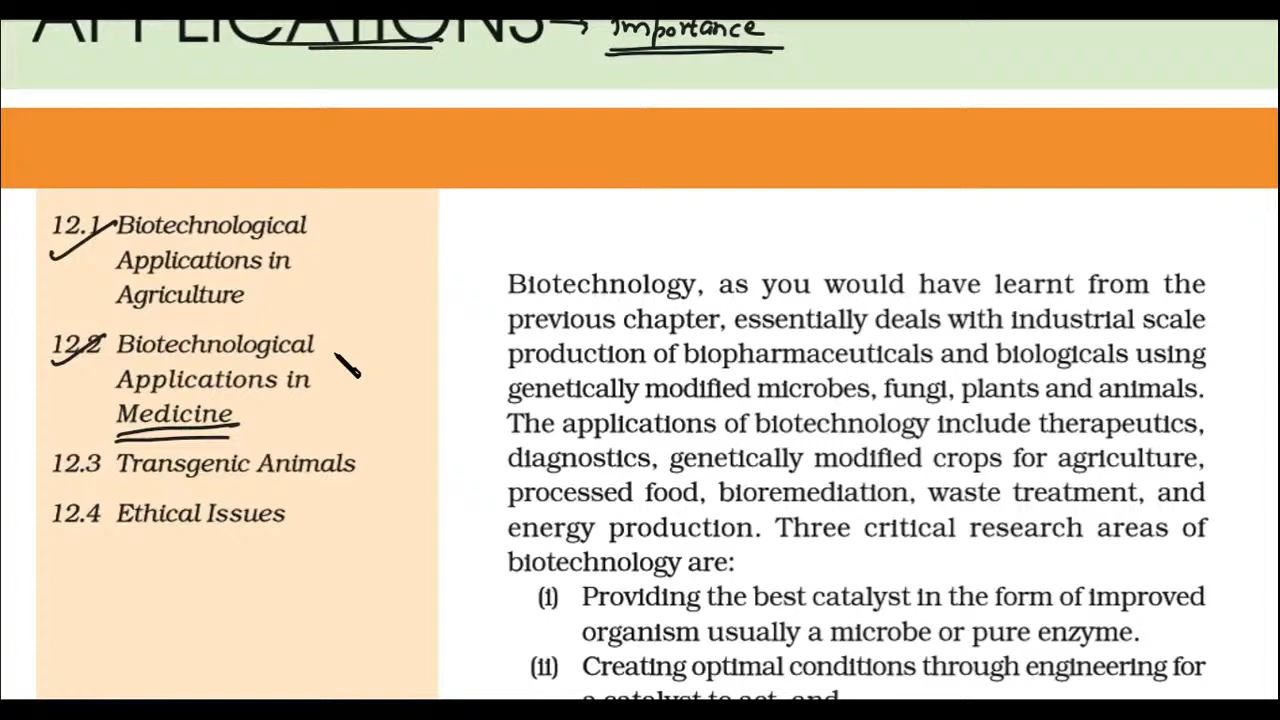 APPLICATIONS → Importance
12.1 Biotechnological
Applications in
Agriculture
12.2 Biotechnological
Applications in
Medicine
12.3 Transgenic Animals
12.4 Ethical Issues
Biotechnology, as you would have learnt from the
previous chapter, essentially deals with industrial scale
production of biopharmaceuticals and biologicals using
genetically modified microbes, fungi, plants and animals.
The applications of biotechnology include therapeutics,
diagnostics, genetically modified crops for agriculture,
processed food, bioremediation, waste treatment, and
energy production. Three critical research areas of
biotechnology are:
(i) Providing the best catalyst in the form of improved
organism usually a microbe or pure enzyme.
(ii) Creating optimal conditions through engineering for
a catalyst to act, and